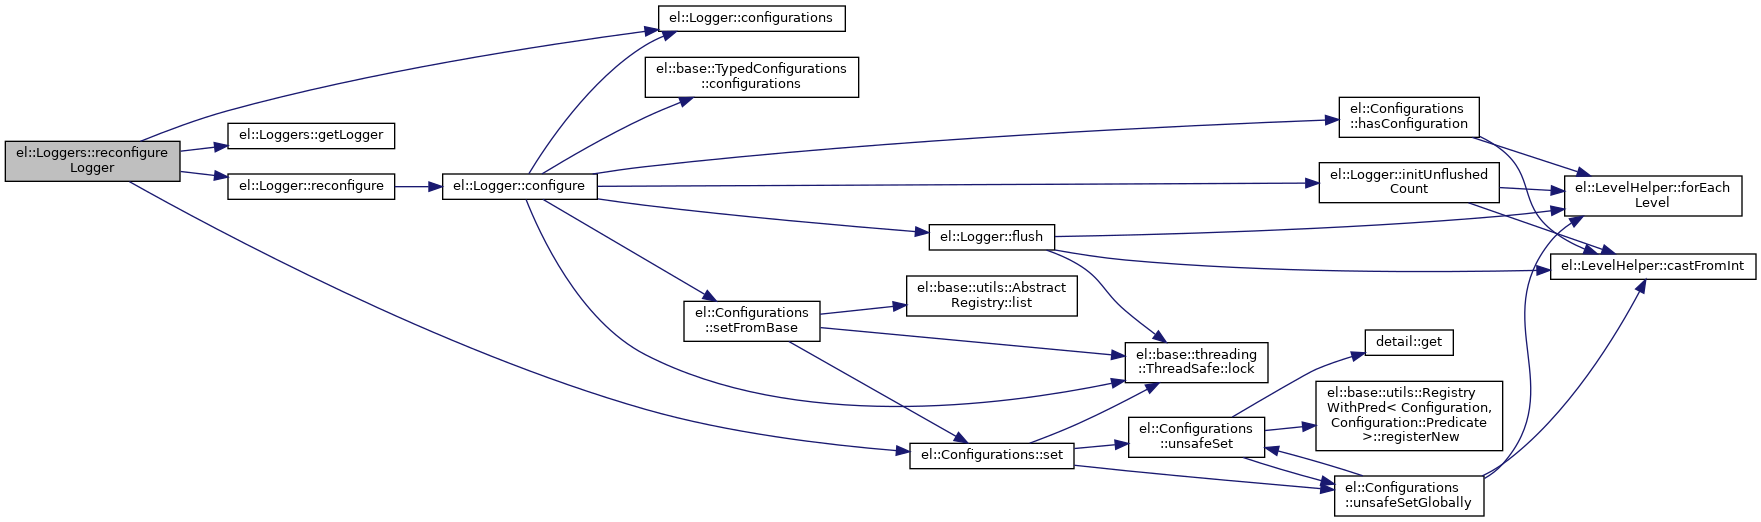 el::Logger::configurations
el::base::TypedConfigurations
::configurations
el::Loggers::getLogger
el::Loggers::reconfigure
Logger
el::Logger::reconfigure
el::Logger::configure
el::Configurations
::hasConfiguration
el::Logger::initUnflushed
Count
el::LevelHelper::forEach
Level
el::Logger::flush
el::LevelHelper::castFromInt
el::base::utils::Abstract
Registry::list
el::Configurations
::setFromBase
el::base::threading
::ThreadSafe::lock
detail::get
el::base::utils::Registry
WithPred< Configuration,
Configuration::Predicate
>::registerNew
el::Configurations
::unsafeSet
el::Configurations::set
el::Configurations
::unsafeSetGlobally